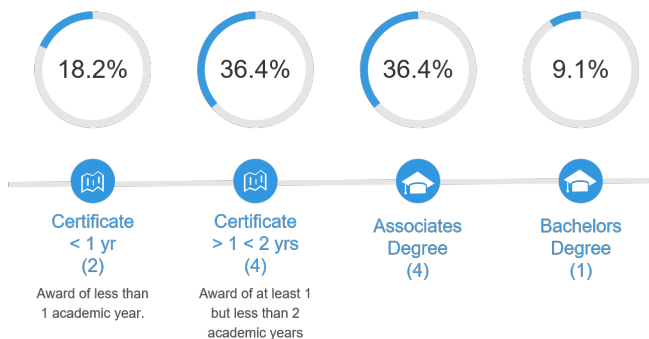 18.2%
36.4%
36.4%
9.1%
Certificate
< 1 yr
(2)
Award of less than
1 academic year.
Certificate
> 1 < 2 yrs
(4)
Award of at least 1
but less than 2
academic years
Associates
Degree
(4)
Bachelors
Degree
(1)